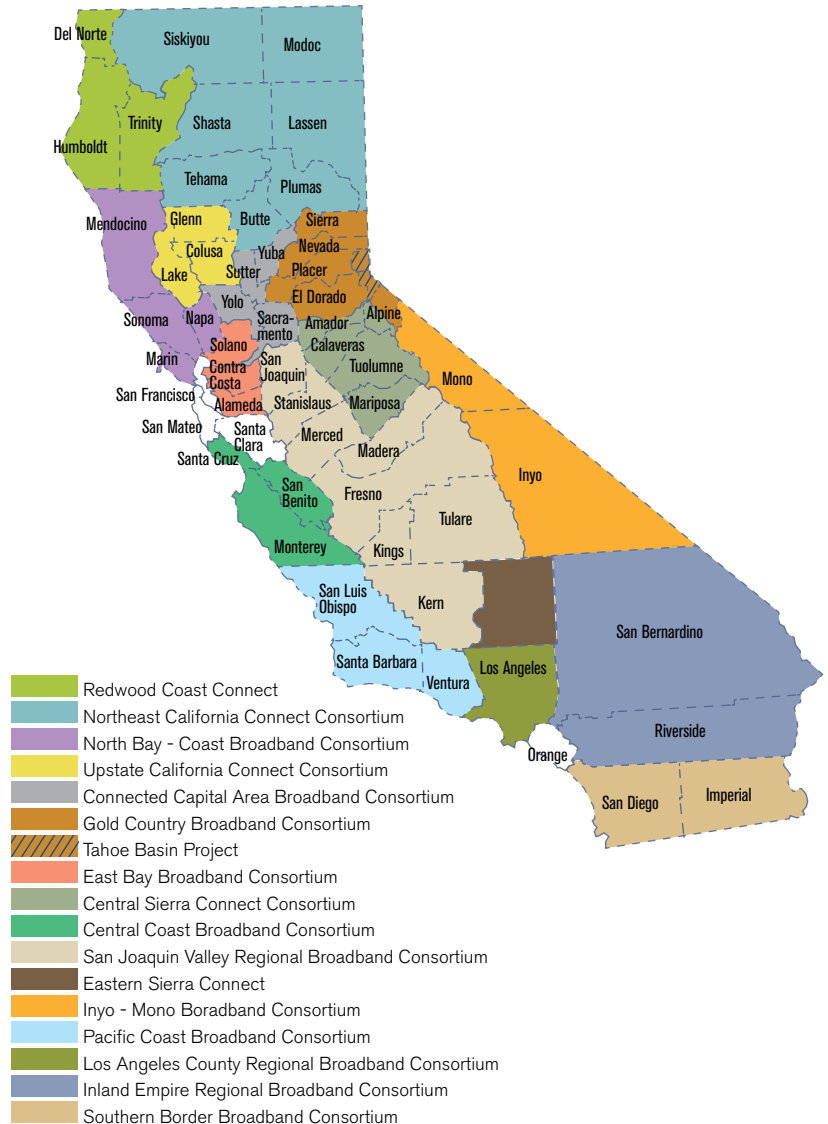 Del Norte
Siskiyou
Modoc
Humboldt
Trinity
Shasta
Lassen
Tehama
Plumas
Mendocino
Glenn
Butte
Sierra
Colusa
Yuba
Nevada
Lake
Sutter
Placer
Yolo
El Dorado
Sonoma
Napa
Sacra-
mento
Amador
Alpine
Marin
Solano
Calaveras
Contra
Costa
San
Joaquin
Tuolumne
San Francisco
Alameda
Stanislaus
Mariposa
Mono
San Mateo
Santa
Clara
Merced
Santa Cruz
Madera
Inyo
San
Benito
Fresno
Tulare
Monterey
Kings
San Luis
Obispo
Kern
San Bernardino
Santa Barbara
Ventura
Los Angeles
Orange
Riverside
San Diego
Imperial
Redwood Coast Connect
Northeast California Connect Consortium
North Bay - Coast Broadband Consortium
Upstate California Connect Consortium
Connected Capital Area Broadband Consortium
Gold Country Broadband Consortium
Tahoe Basin Project
East Bay Broadband Consortium
Central Sierra Connect Consortium
Central Coast Broadband Consortium
San Joaquin Valley Regional Broadband Consortium
Eastern Sierra Connect
Inyo - Mono Boradband Consortium
Pacific Coast Broadband Consortium
Los Angeles County Regional Broadband Consortium
Inland Empire Regional Broadband Consortium
Southern Border Broadband Consortium